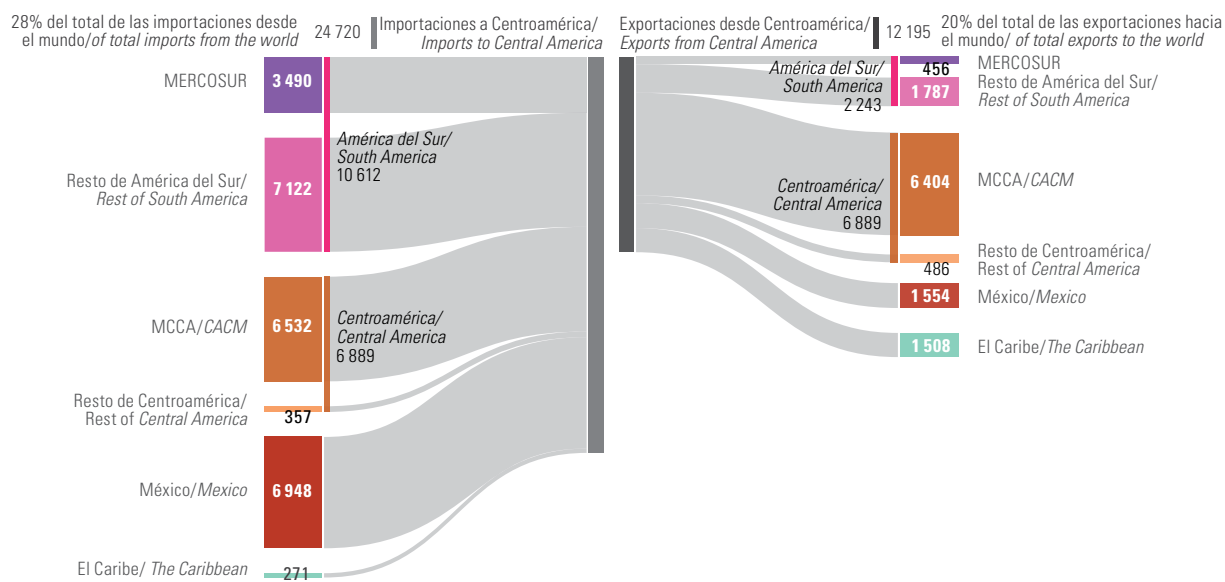 28% del total de las importaciones desde
el mundo/of total imports from the world
24 720
Importaciones a Centroamérica/
Imports to Central America
MERCOSUR
3 490
América del Sur/
South America
10 612
Resto de América del Sur/
Rest of South America
7 122
MCCA/CACM
6 532
Centroamérica/
Central America
6 889
Resto de Centroamérica/
Rest of Central America
357
México/Mexico
6 948
El Caribe/ The Caribbean
271
Exportaciones desde Centroamérica/
Exports from Central America
12 195
20% del total de las exportaciones hacia
el mundo/ of total exports to the world
América del Sur/
South America
2 243
456
MERCOSUR
1 787
Resto de América del Sur/
Rest of South America
Centroamérica/
Central America
6 889
6 404
MCCA/CACM
486
Resto de Centroamérica/
Rest of Central America
1 554
México/Mexico
1 508
El Caribe/The Caribbean